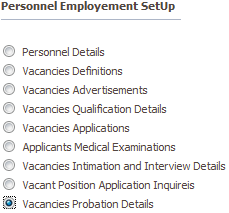 Personnel Employement SetUp
Personnel Details
Vacancies Definitions
Vacancies Advertisements
Vacancies Qualification Details
Vacancies Applications
Applicants Medical Examinations
Vacancies Intimation and Interview Details
Vacant Position Application Inquireis
Vacancies Probation Details